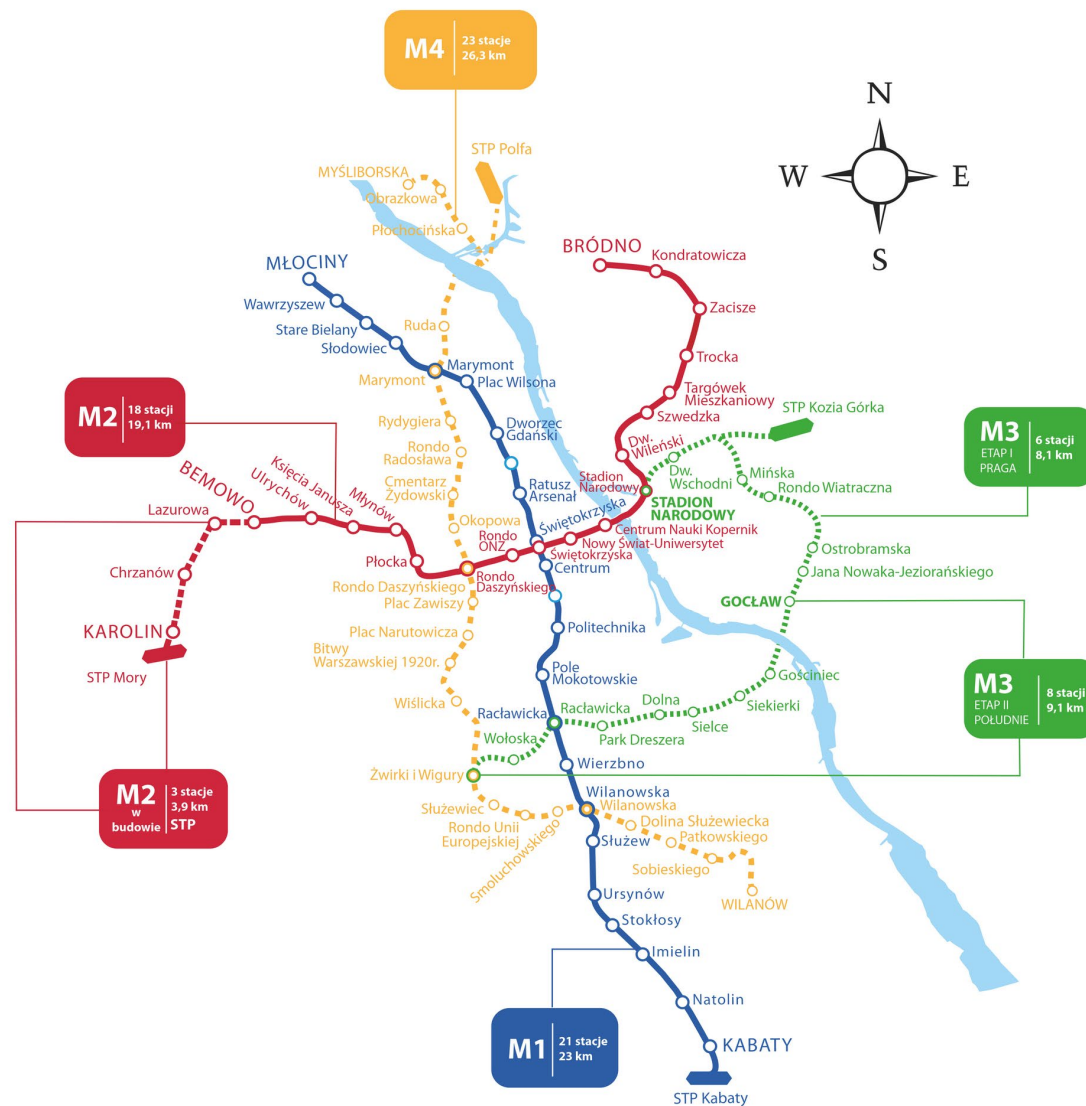 M4
23 stacje
26,3 km
N
W
E
S
STP Polfa
MYŚLIBORSKA
Obrazkowa
Płochocińska
BRÓDNO
Kondratowicza
MŁOCINY
Wawrzyszew
Zacisze
Stare Bielany
Ruda
Słodowiec
Trocka
Marymont
Marymont
Plac Wilsona
M2
18 stacji
19,1 km
Targówek
Mieszkaniowy
Szwedzka
STP Kozia Górka
Rydygiera
Dworzec
Gdański
M3
ETAP I
PRAGA
6 stacji
8,1 km
Rondo
Radosława
Dw.
Wileński
Dw.
Wschodni
Mińska
Rondo Wiatraczna
BEMOWO
Księcia Janusza
Ulrychów
Młynów
Cmentarz
Żydowski
Ratusz
Arsenał
Stadion
Narodowy
STADION
NARODOWY
Lazurowa
Okopowa
Świętokrzyska
Centrum Nauki Kopernik
Rondo
ONZ
Nowy Świat-Uniwersytet
Świętokrzyska
Ostrobramska
Płocka
Centrum
Chrzanów
Rondo Daszyńskiego
Rondo
Daszyńskiego
Jana Nowaka-Jeziorańskiego
Plac Zawiszy
GOCŁAW
KAROLIN
Plac Narutowicza
Politechnika
STP Mory
Bitwy
Warszawskiej 1920r.
Pole
Mokotowskie
Gościniec
M3
ETAP II
POŁUDNIE
8 stacji
9,1 km
Wiślicka
Racławicka
Racławicka
Dolna
Siekierki
Sielce
Park Dreszera
Wołoska
Wierzbno
Żwirki i Wigury
M2
w
budowie
3 stacje
3,9 km
STP
Wilanowska
Wilanowska
Służewiec
Rondo Unii
Europejskiej
Smoluchowskiego
Dolina Służewiecka
Patkowskiego
Służew
Sobieskiego
Ursynów
WILANÓW
Stokłosy
Imielin
Natolin
M1
21 stacje
23 km
KABATY
STP Kabaty